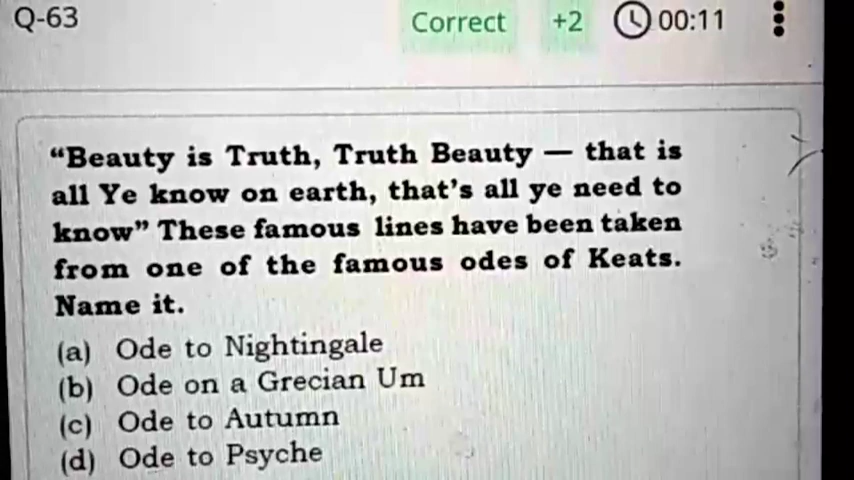 Q-63
Correct +2 00:11
“Beauty is Truth, Truth Beauty — that is
all Ye know on earth, that’s all ye need to
know” These famous lines have been taken
from one of the famous odes of Keats.
Name it.
(a) Ode to Nightingale
(b) Ode on a Grecian Um
(c) Ode to Autumn
(d) Ode to Psyche